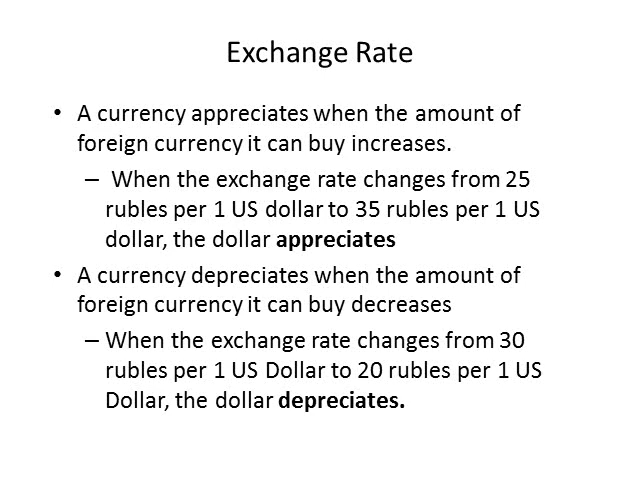 Exchange Rate
• A currency appreciates when the amount of
foreign currency it can buy increases.
– When the exchange rate changes from 25
rubles per 1 US dollar to 35 rubles per 1 US
dollar, the dollar appreciates
• A currency depreciates when the amount of
foreign currency it can buy decreases
– When the exchange rate changes from 30
rubles per 1 US Dollar to 20 rubles per 1 US
Dollar, the dollar depreciates.